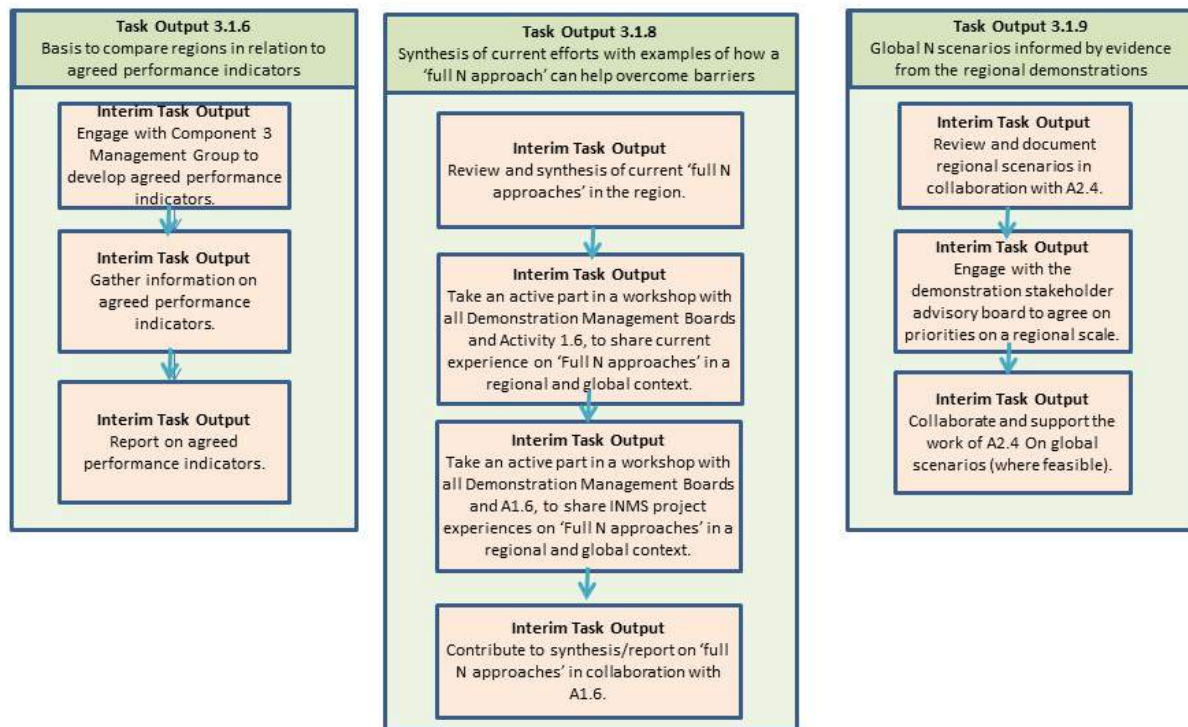 Task Output 3.1.6
Basis to compare regions in relation to
agreed performance indicators
Interim Task Output
Engage with Component 3
Management Group to
develop agreed performance
indicators.
Interim Task Output
Gather information on
agreed performance
indicators.
Interim Task Output
Report on agreed
performance indicators.
Task Output 3.1.8
Synthesis of current efforts with examples of how a
‘full N approach’ can help overcome barriers
Interim Task Output
Review and synthesis of current ‘full N
approaches’ in the region.
Interim Task Output
Take an active part in a workshop with
all Demonstration Management Boards
and Activity 1.6, to share current
experience on ‘Full N approaches’ in a
regional and global context.
Interim Task Output
Take an active part in a workshop with
all Demonstration Management Boards
and A1.6, to share INMS project
experiences on ‘Full N approaches’ in a
regional and global context.
Interim Task Output
Contribute to synthesis/report on ‘full
N approaches’ in collaboration with
A1.6.
Task Output 3.1.9
Global N scenarios informed by evidence
from the regional demonstrations
Interim Task Output
Review and document
regional scenarios in
collaboration with A2.4.
Interim Task Output
Engage with the
demonstration stakeholder
advisory board to agree on
priorities on a regional scale.
Interim Task Output
Collaborate and support the
work of A2.4 On global
scenarios (where feasible).